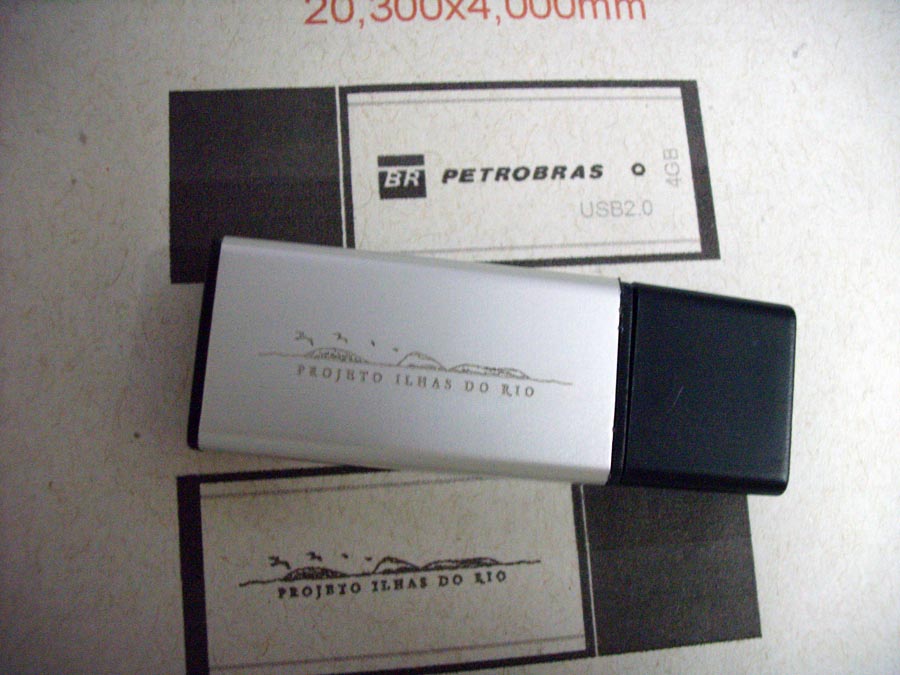 20,300x4,000mm
BR PETROBRAS
4GB
USB2.0
PROJETO ILHAS DO RIO
PROJETO ILHAS DO RIO